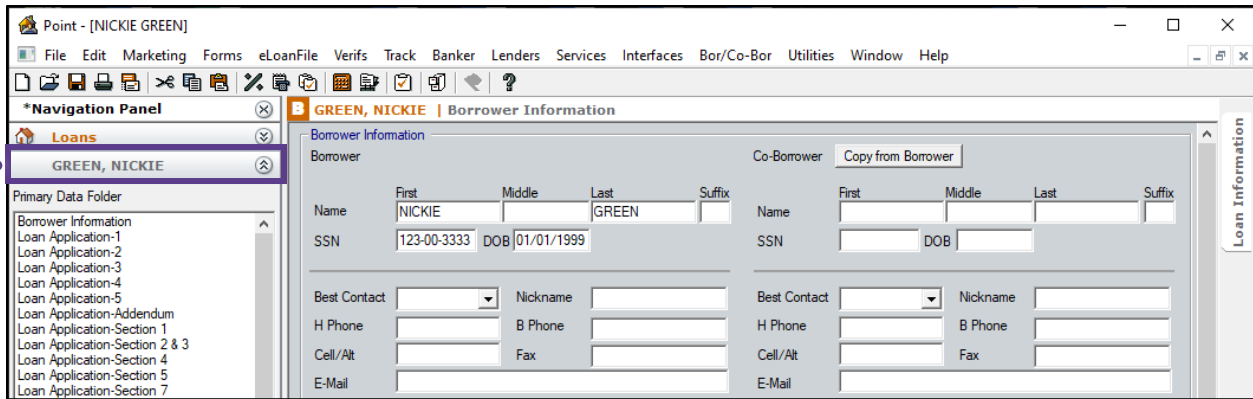 Point - [NICKIE GREEN]
File Edit Marketing Forms eLoanFile Verifs Track Banker Lenders Services Interfaces Bor/Co-Bor Utilities Window Help
*Navigation Panel
B GREEN, NICKIE | Borrower Information
Loans
GREEN, NICKIE
Primary Data Folder
Borrower Information
Loan Application-1
Loan Application-2
Loan Application-3
Loan Application-4
Loan Application-5
Loan Application-Addendum
Loan Application-Section 1
Loan Application-Section 2 & 3
Loan Application-Section 4
Loan Application-Section 5
Loan Application-Section 7
Borrower Information
Borrower
Co-Borrower Copy from Borrower
First Middle Last Suffix First Middle Last Suffix
Name NICKIE GREEN Name
SSN 123-00-3333 DOB 01/01/1999 SSN DOB
Best Contact Nickname Best Contact Nickname
H Phone B Phone H Phone B Phone
Cell/Alt Fax Cell/Alt Fax
E-Mail E-Mail
Loan Information